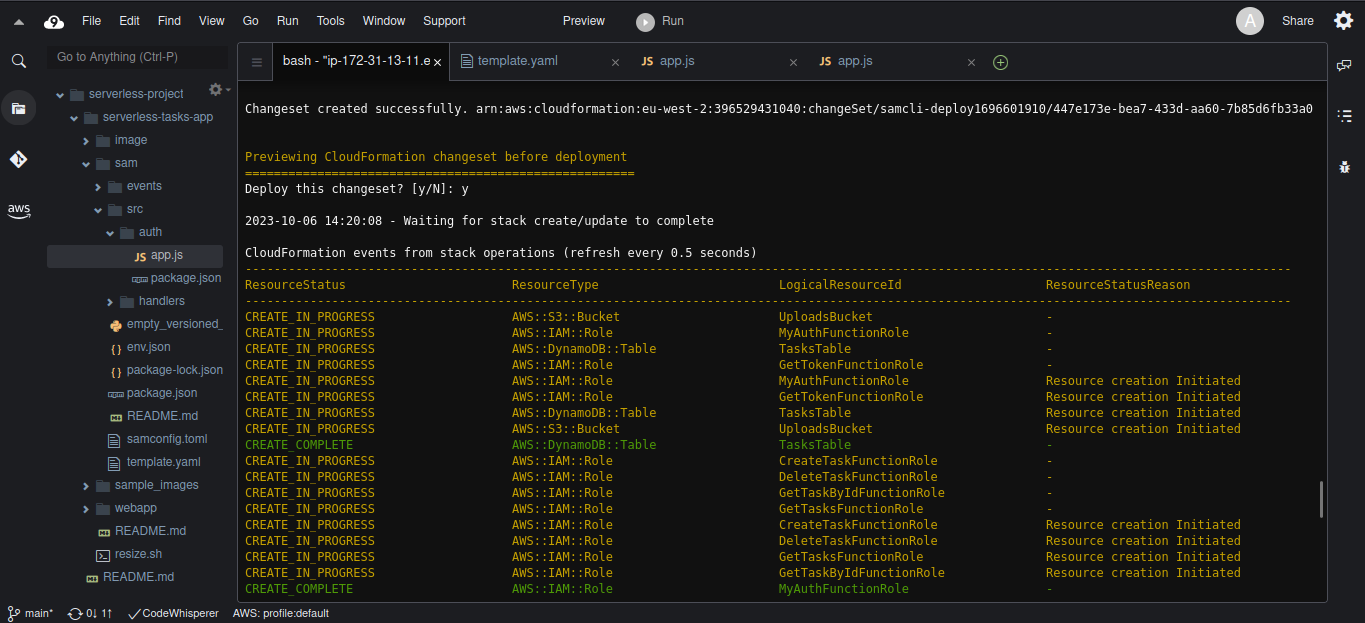 9 File Edit Find View Go Run Tools Window Support Preview Run A Share
Go to Anything (Ctrl-P)
bash - "ip-172-31-13-11.e × template.yaml × JS app.js × JS app.js ×
serverless-project
serverless-tasks-app
image
sam
events
src
auth
JS app.js
package.json
handlers
empty_versioned_
{ } env.json
{ } package-lock.json
package.json
README.md
samconfig.toml
template.yaml
sample_images
webapp
README.md
resize.sh
README.md
aws
Changeset created successfully. arn:aws:cloudformation:eu-west-2:396529431040:changeSet/samcli-deploy1696601910/447e173e-bea7-433d-aa60-7b85d6fb33a0
Previewing CloudFormation changeset before deployment
======================================================
Deploy this changeset? [y/N]: y
2023-10-06 14:20:08 - Waiting for stack create/update to complete
CloudFormation events from stack operations (refresh every 0.5 seconds)
-------------------------------------------------------------------------------------------------------------------------------------------------
ResourceStatus ResourceType LogicalResourceId ResourceStatusReason
-------------------------------------------------------------------------------------------------------------------------------------------------
CREATE_IN_PROGRESS AWS::S3::Bucket UploadsBucket -
CREATE_IN_PROGRESS AWS::IAM::Role MyAuthFunctionRole -
CREATE_IN_PROGRESS AWS::DynamoDB::Table TasksTable -
CREATE_IN_PROGRESS AWS::IAM::Role GetTokenFunctionRole -
CREATE_IN_PROGRESS AWS::IAM::Role MyAuthFunctionRole Resource creation Initiated
CREATE_IN_PROGRESS AWS::IAM::Role GetTokenFunctionRole Resource creation Initiated
CREATE_IN_PROGRESS AWS::DynamoDB::Table TasksTable Resource creation Initiated
CREATE_IN_PROGRESS AWS::S3::Bucket UploadsBucket Resource creation Initiated
CREATE_COMPLETE AWS::DynamoDB::Table TasksTable -
CREATE_IN_PROGRESS AWS::IAM::Role CreateTaskFunctionRole -
CREATE_IN_PROGRESS AWS::IAM::Role DeleteTaskFunctionRole -
CREATE_IN_PROGRESS AWS::IAM::Role GetTaskByIdFunctionRole -
CREATE_IN_PROGRESS AWS::IAM::Role GetTasksFunctionRole -
CREATE_IN_PROGRESS AWS::IAM::Role CreateTaskFunctionRole Resource creation Initiated
CREATE_IN_PROGRESS AWS::IAM::Role DeleteTaskFunctionRole Resource creation Initiated
CREATE_IN_PROGRESS AWS::IAM::Role GetTasksFunctionRole Resource creation Initiated
CREATE_IN_PROGRESS AWS::IAM::Role GetTaskByIdFunctionRole Resource creation Initiated
CREATE_COMPLETE AWS::IAM::Role MyAuthFunctionRole -
main* 0↓ 1↑ CodeWhisperer AWS: profile:default